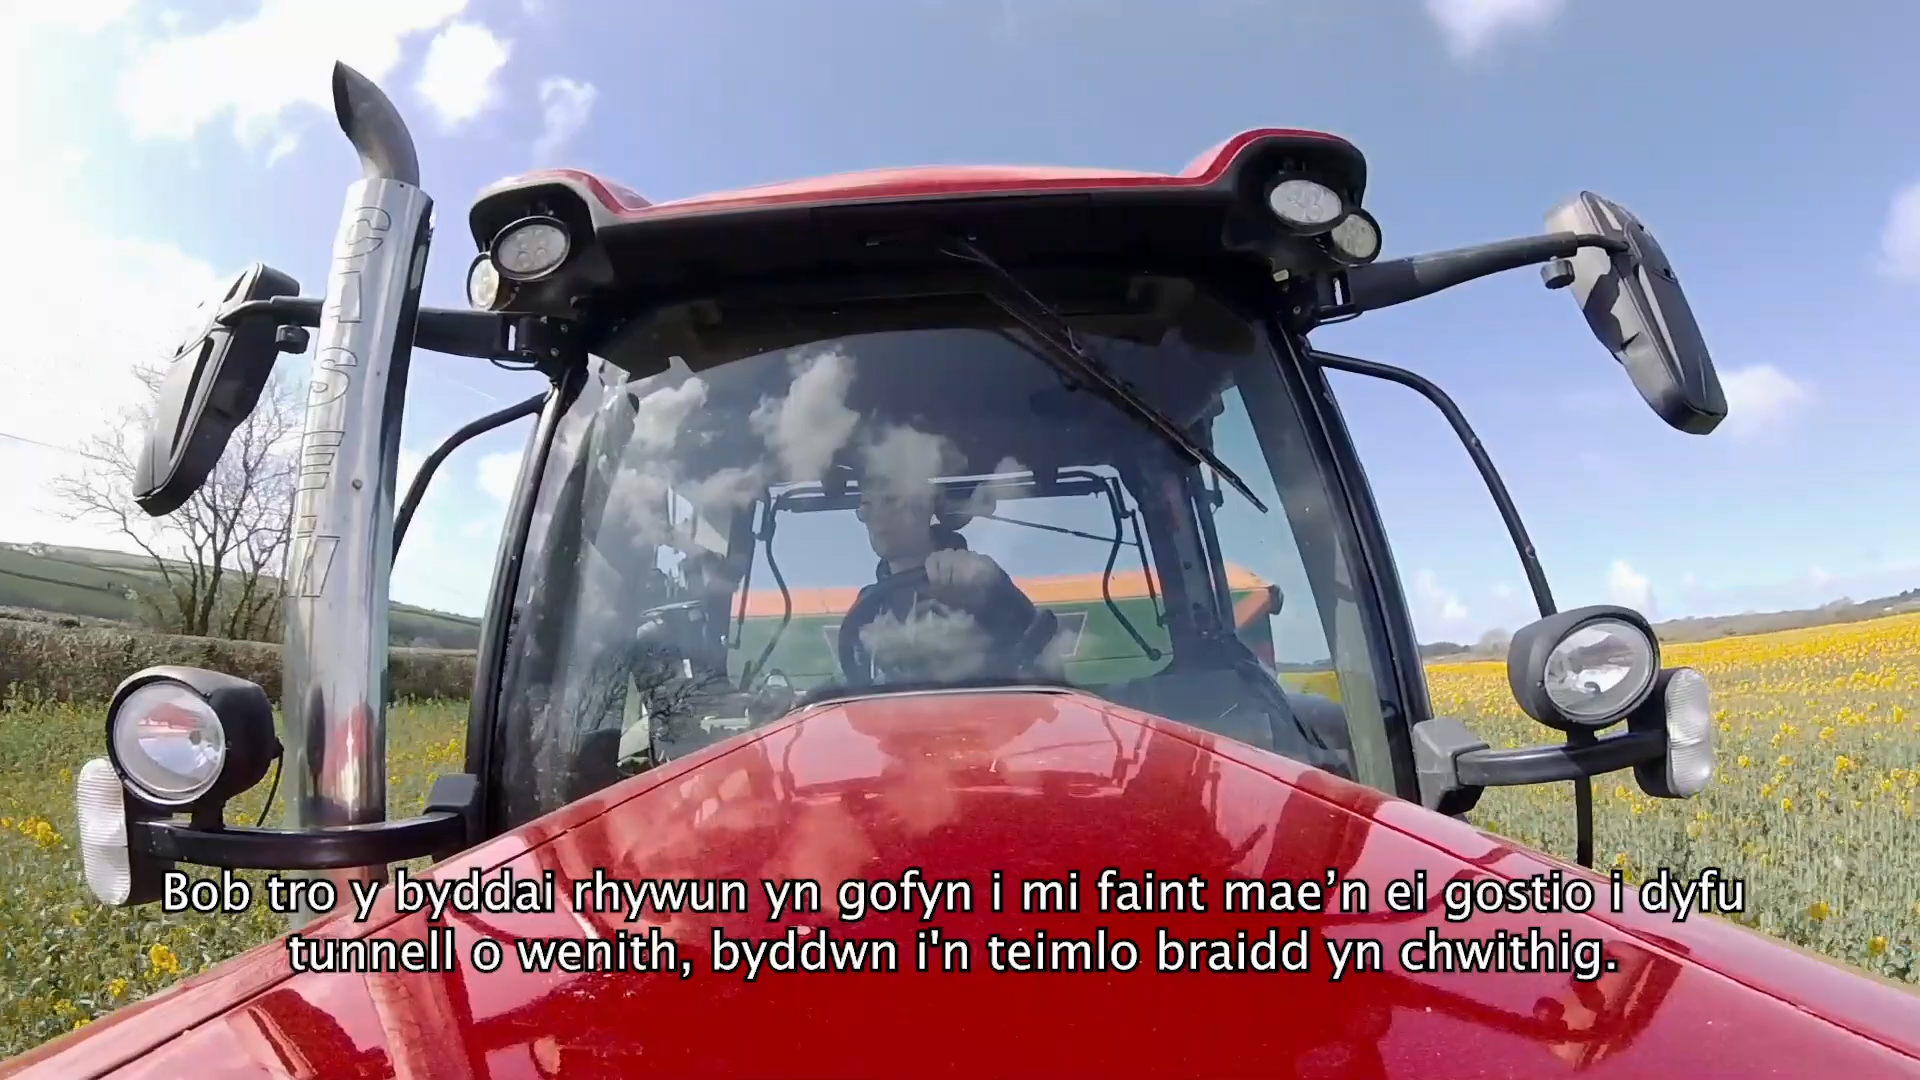 Bob tro y byddai rhywun yn gofyn i mi faint mae’n ei gostio i dyfu
tunnell o wenith, byddwn i'n teimlo braidd yn chwithig.